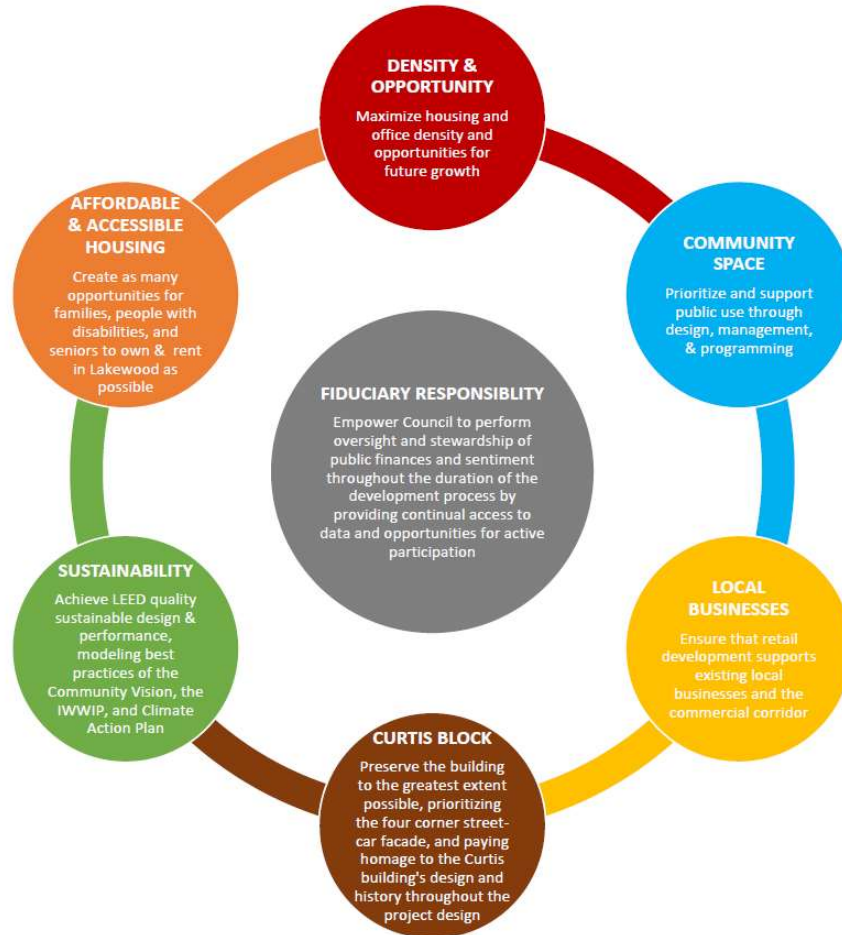 DENSITY &
OPPORTUNITY
Maximize housing and
office density and
opportunities for
future growth
AFFORDABLE
& ACCESSIBLE
HOUSING
Create as many
opportunities for
families, people with
disabilities, and
seniors to own & rent
in Lakewood as
possible
COMMUNITY
SPACE
Prioritize and support
public use through
design, management,
& programming
FIDUCIARY RESPONSIBLITY
Empower Council to perform
oversight and stewardship of
public finances and sentiment
throughout the duration of the
development process by
providing continual access to
data and opportunities for active
participation
SUSTAINABILITY
Achieve LEED quality
sustainable design &
performance,
modeling best
practices of the
Community Vision, the
IWWIP, and Climate
Action Plan
LOCAL
BUSINESSES
Ensure that retail
development supports
existing local
businesses and the
commercial corridor
CURTIS BLOCK
Preserve the building
to the greatest extent
possible, prioritizing
the four corner street-
car facade, and paying
homage to the Curtis
building's design and
history throughout the
project design